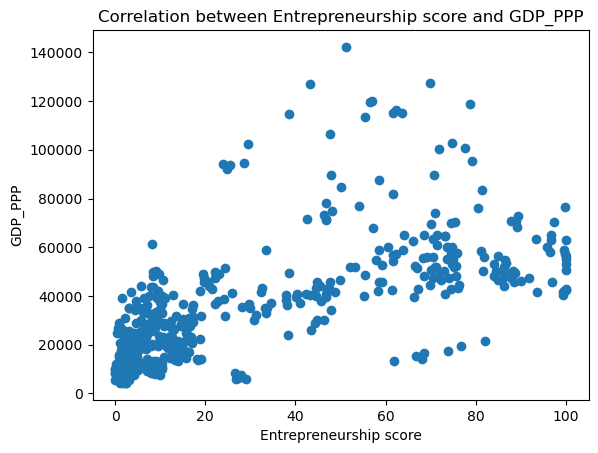 Correlation between Entrepreneurship score and GDP_PPP
140000
120000
100000
80000
60000
40000
20000
0
GDP_PPP
0 20 40 60 80 100
Entrepreneurship score